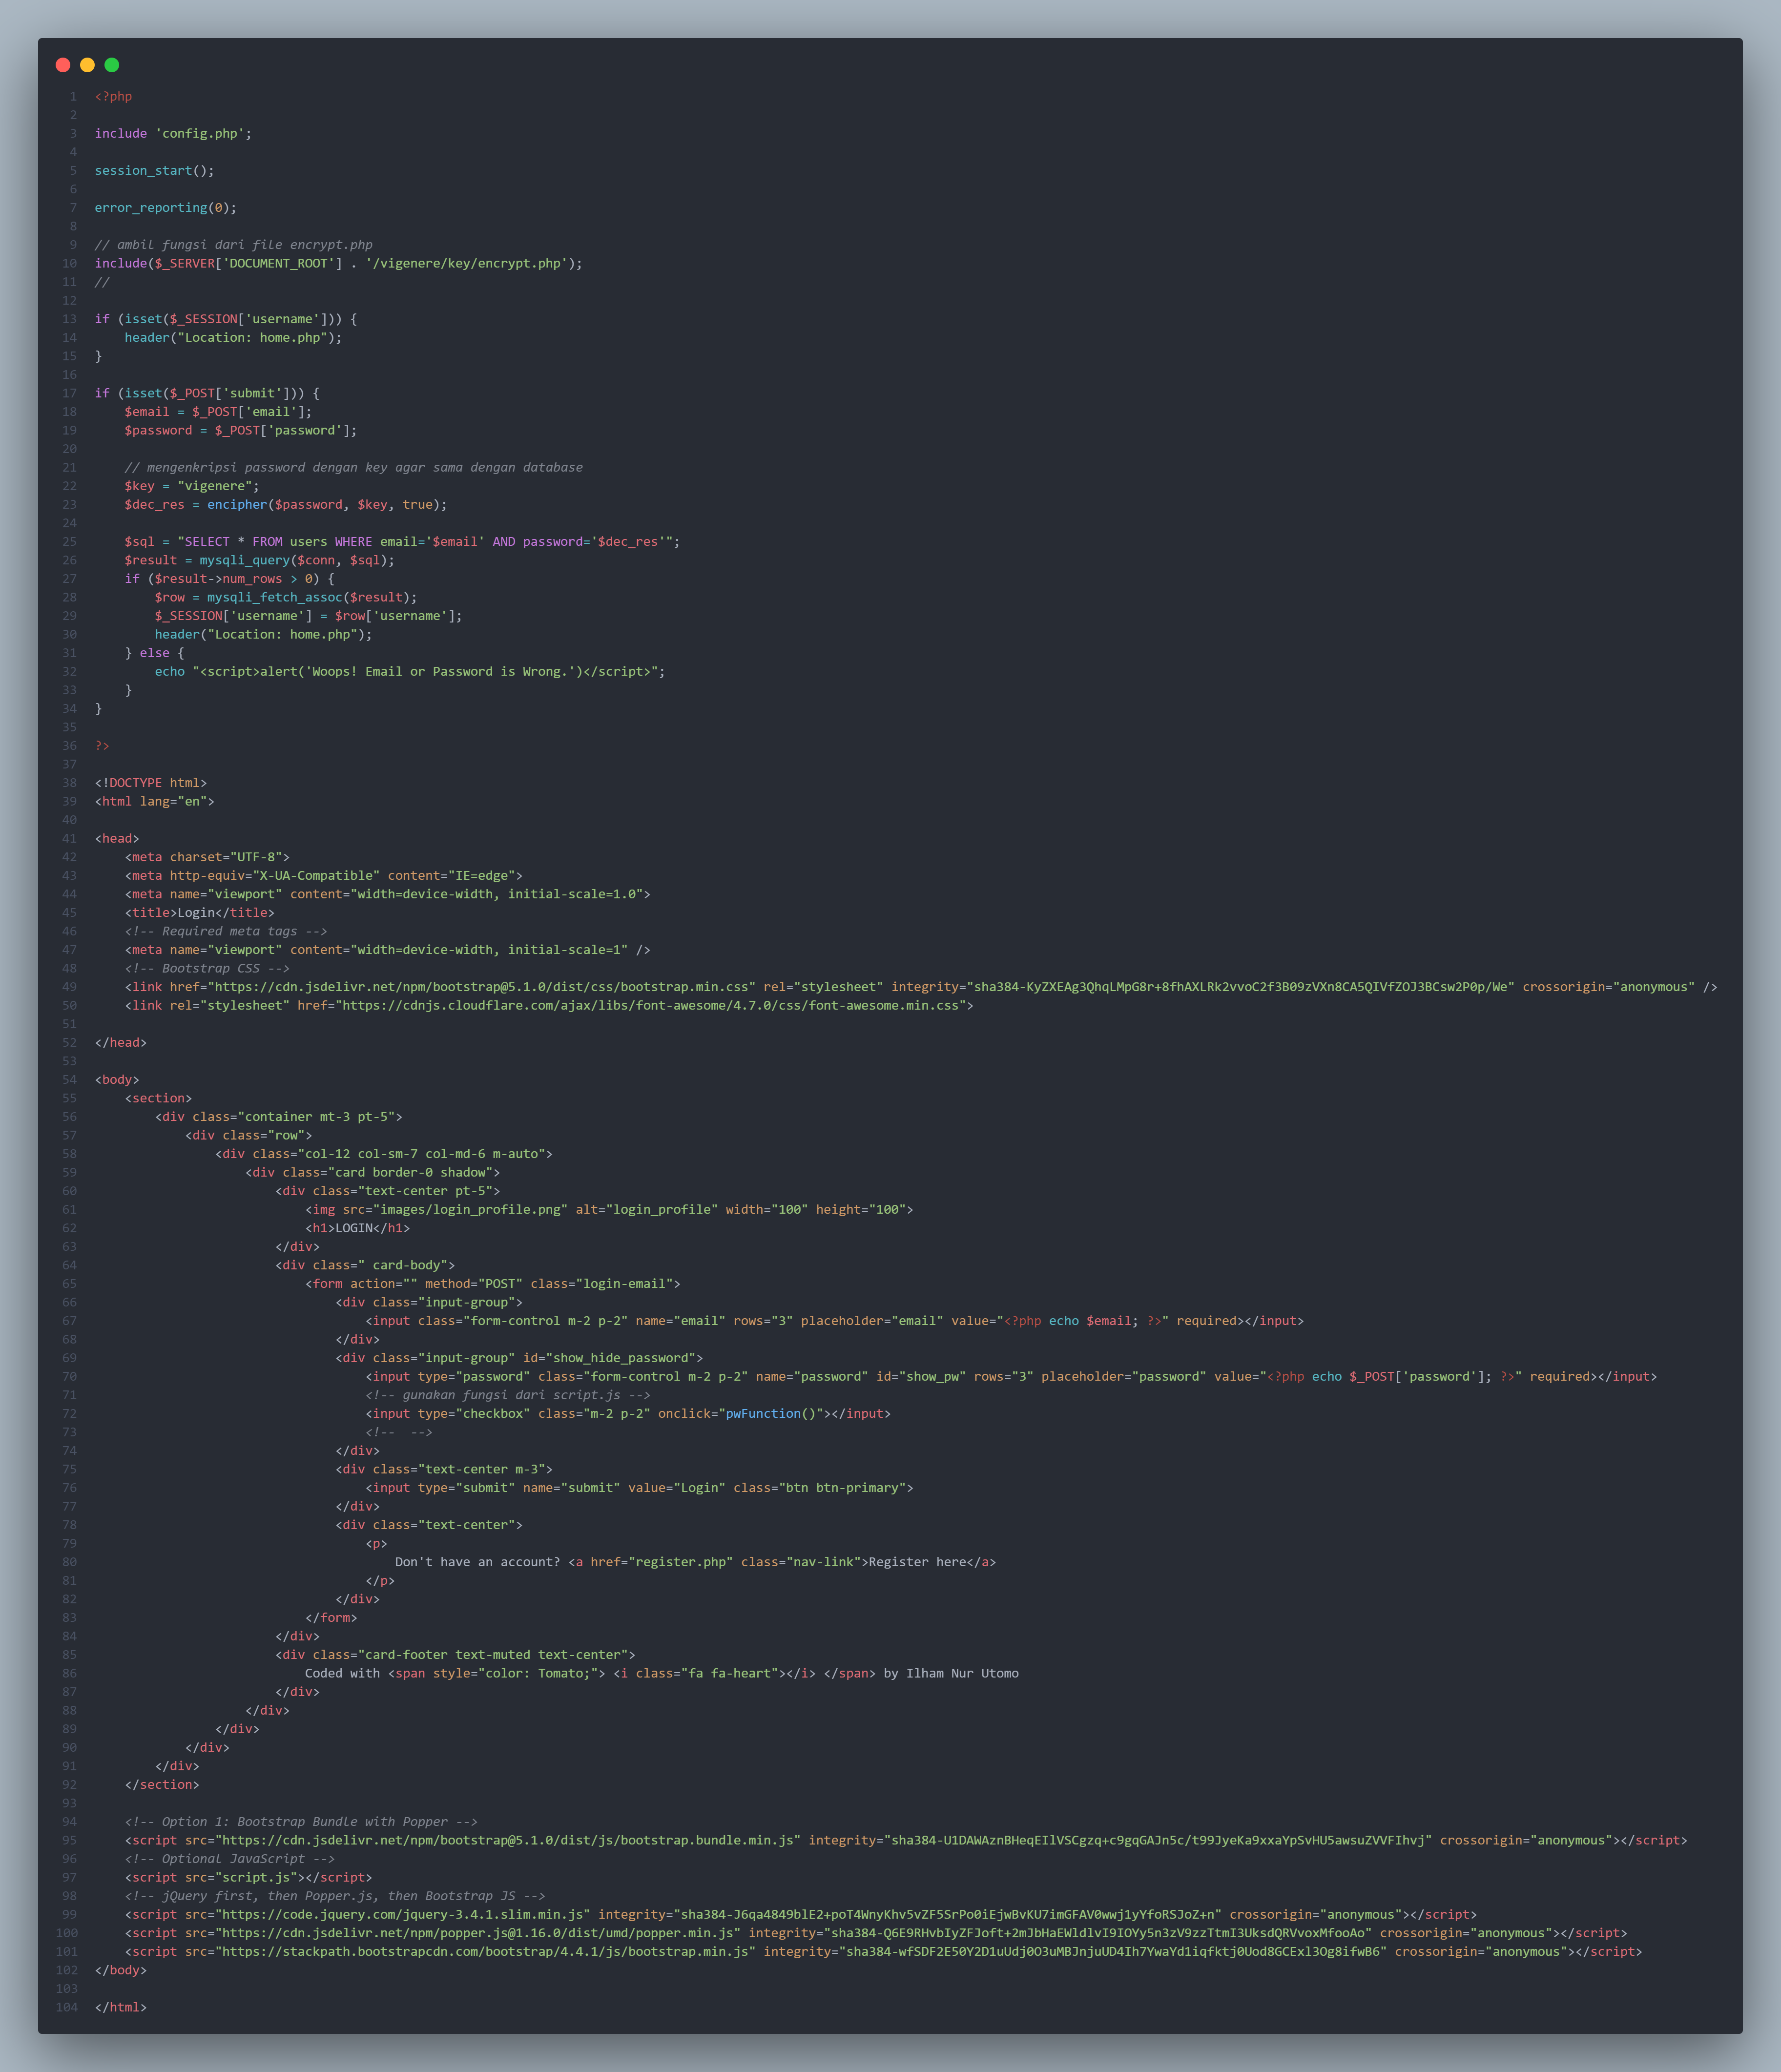 1 <?php
2
3 include 'config.php';
4
5 session_start();
6
7 error_reporting(0);
8
9 // ambil fungsi dari file encrypt.php
10 include($_SERVER['DOCUMENT_ROOT'] . '/vigenere/key/encrypt.php');
11 //
12
13 if (isset($_SESSION['username'])) {
14     header("Location: home.php");
15 }
16
17 if (isset($_POST['submit'])) {
18     $email = $_POST['email'];
19     $password = $_POST['password'];
20
21     // mengenkripsi password dengan key agar sama dengan database
22     $key = "vigenere";
23     $dec_res = encipher($password, $key, true);
24
25     $sql = "SELECT * FROM users WHERE email='$email' AND password='$dec_res'";
26     $result = mysqli_query($conn, $sql);
27     if ($result->num_rows > 0) {
28         $row = mysqli_fetch_assoc($result);
29         $_SESSION['username'] = $row['username'];
30         header("Location: home.php");
31     } else {
32         echo "<script>alert('Woops! Email or Password is Wrong.')</script>";
33     }
34 }
35
36 ?>
37
38 <!DOCTYPE html>
39 <html lang="en">
40
41 <head>
42     <meta charset="UTF-8">
43     <meta http-equiv="X-UA-Compatible" content="IE=edge">
44     <meta name="viewport" content="width=device-width, initial-scale=1.0">
45     <title>Login</title>
46     <!-- Required meta tags -->
47     <meta name="viewport" content="width=device-width, initial-scale=1" />
48     <!-- Bootstrap CSS -->
49     <link href="https://cdn.jsdelivr.net/npm/bootstrap@5.1.0/dist/css/bootstrap.min.css" rel="stylesheet" integrity="sha384-KyZXEAg3QhqLMpG8r+8fhAXLRk2vvoC2f3B09zVXn8CA5QIVfZOJ3BCsw2P0p/We" crossorigin="anonymous" />
50     <link rel="stylesheet" href="https://cdnjs.cloudflare.com/ajax/libs/font-awesome/4.7.0/css/font-awesome.min.css">
51
52 </head>
53
54 <body>
55     <section>
56         <div class="container mt-3 pt-5">
57             <div class="row">
58                 <div class="col-12 col-sm-7 col-md-6 m-auto">
59                     <div class="card border-0 shadow">
60                         <div class="text-center pt-5">
61                             <img src="images/login_profile.png" alt="login_profile" width="100" height="100">
62                             <h1>LOGIN</h1>
63                         </div>
64                         <div class=" card-body">
65                             <form action="" method="POST" class="login-email">
66                                 <div class="input-group">
67                                     <input class="form-control m-2 p-2" name="email" rows="3" placeholder="email" value="<?php echo $email; ?>" required></input>
68                                 </div>
69                                 <div class="input-group" id="show_hide_password">
70                                     <input type="password" class="form-control m-2 p-2" name="password" id="show_pw" rows="3" placeholder="password" value="<?php echo $_POST['password']; ?>" required></input>
71                                     <!-- gunakan fungsi dari script.js -->
72                                     <input type="checkbox" class="m-2 p-2" onclick="pwFunction()"></input>
73                                     <!--  -->
74                                 </div>
75                                 <div class="text-center m-3">
76                                     <input type="submit" name="submit" value="Login" class="btn btn-primary">
77                                 </div>
78                                 <div class="text-center">
79                                     <p>
80                                         Don't have an account? <a href="register.php" class="nav-link">Register here</a>
81                                     </p>
82                                 </div>
83                             </form>
84                         </div>
85                         <div class="card-footer text-muted text-center">
86                             Coded with <span style="color: Tomato;"> <i class="fa fa-heart"></i> </span> by Ilham Nur Utomo
87                         </div>
88                     </div>
89                 </div>
90             </div>
91         </div>
92     </section>
93
94     <!-- Option 1: Bootstrap Bundle with Popper -->
95     <script src="https://cdn.jsdelivr.net/npm/bootstrap@5.1.0/dist/js/bootstrap.bundle.min.js" integrity="sha384-U1DAWAznBHeqEIlVSCgzq+c9gqGAJn5c/t99JyeKa9xxaYpSvHU5awsuZVVFIhvj" crossorigin="anonymous"></script>
96     <!-- Optional JavaScript -->
97     <script src="script.js"></script>
98     <!-- jQuery first, then Popper.js, then Bootstrap JS -->
99     <script src="https://code.jquery.com/jquery-3.4.1.slim.min.js" integrity="sha384-J6qa4849blE2+poT4WnyKhv5vZF5SrPo0iEjwBvKU7imGFAV0wwj1yYfoRSJoZ+n" crossorigin="anonymous"></script>
100     <script src="https://cdn.jsdelivr.net/npm/popper.js@1.16.0/dist/umd/popper.min.js" integrity="sha384-Q6E9RHvbIyZFJoft+2mJbHaEWldlvI9IOYy5n3zV9zzTtmI3UksdQRVvoxMfooAo" crossorigin="anonymous"></script>
101     <script src="https://stackpath.bootstrapcdn.com/bootstrap/4.4.1/js/bootstrap.min.js" integrity="sha384-wfSDF2E50Y2D1uUdj0O3uMBJnjuUD4Ih7YwaYd1iqfktj0Uod8GCExl3Og8ifwB6" crossorigin="anonymous"></script>
102 </body>
103
104 </html>